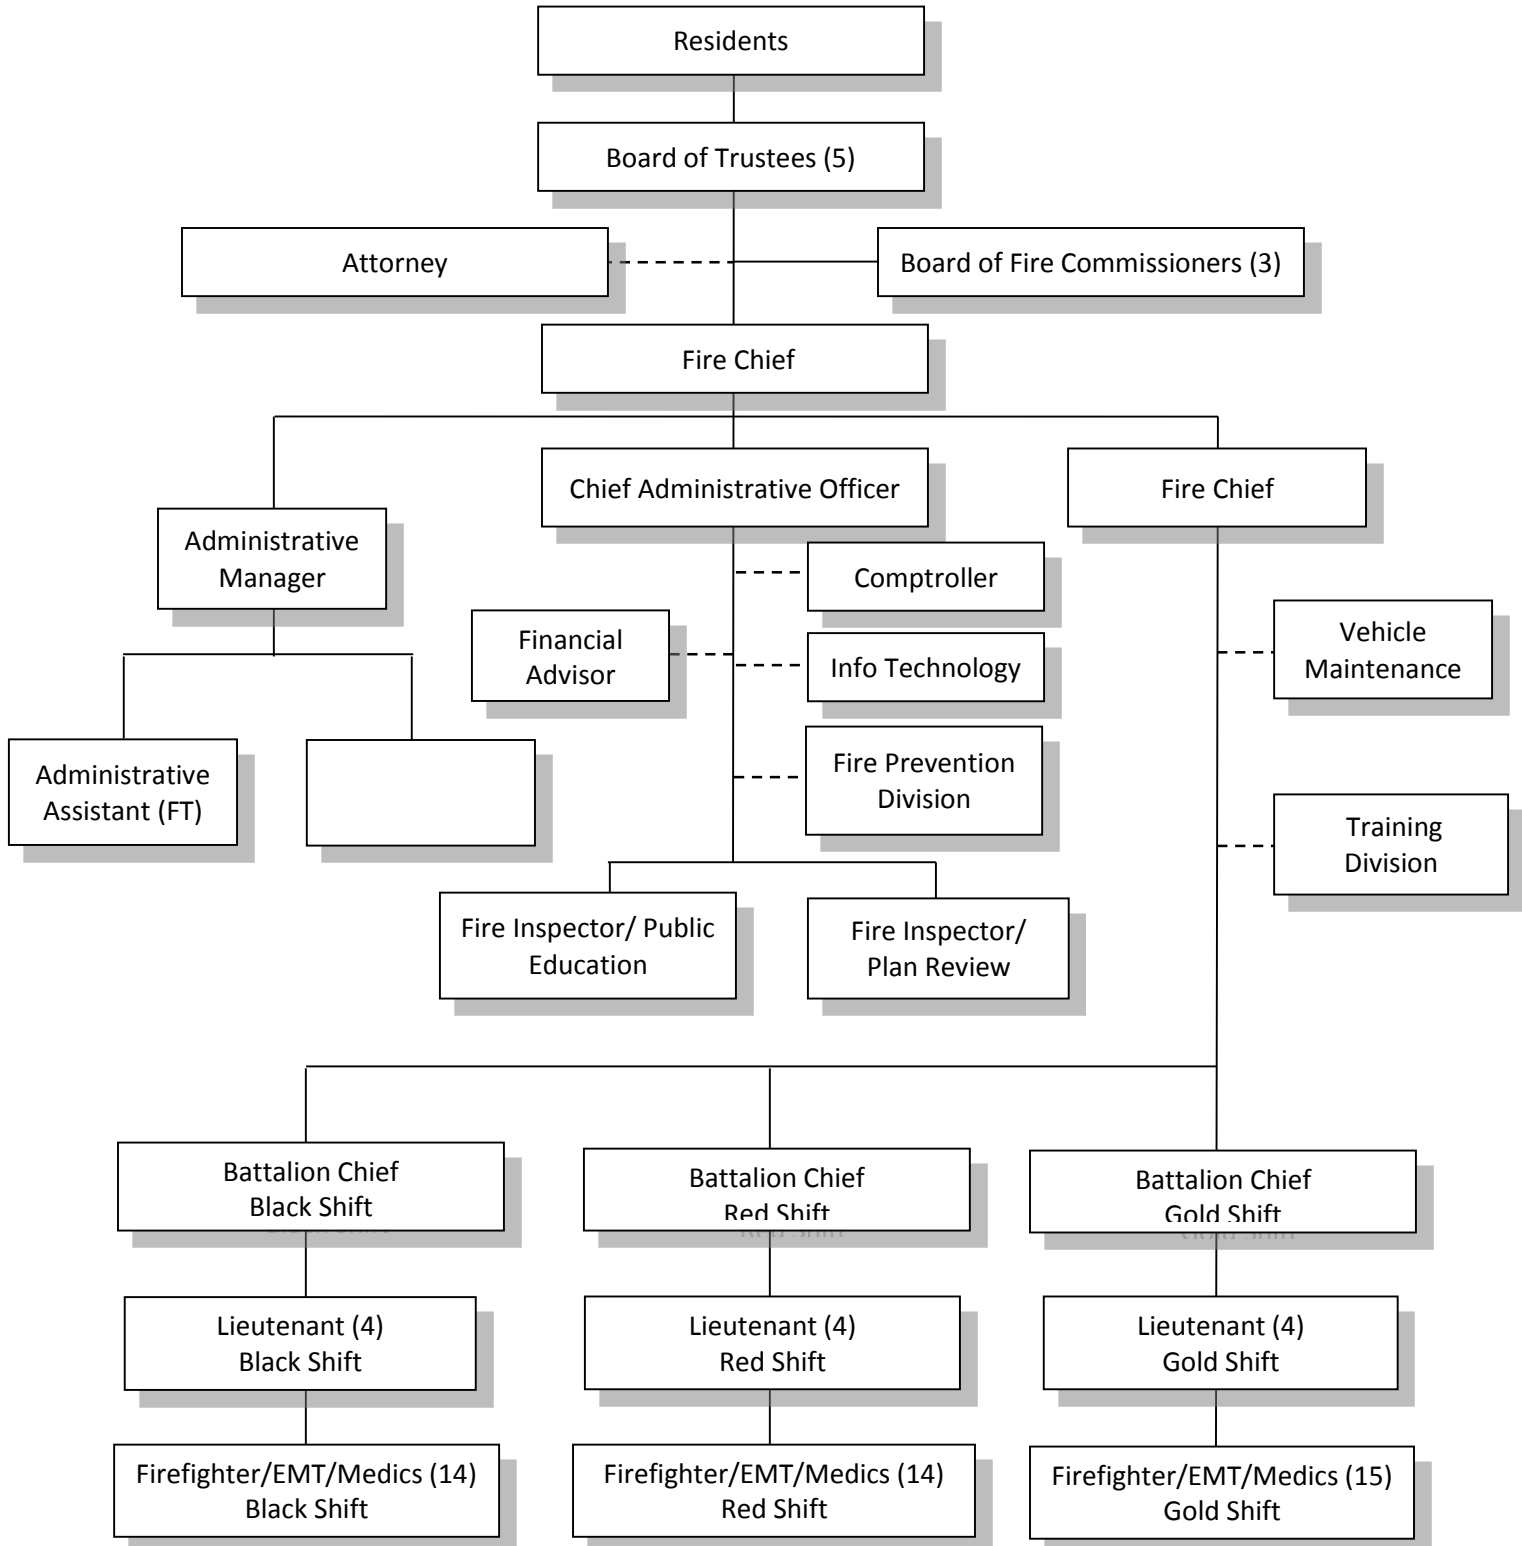 Residents
Board of Trustees (5)
Attorney
Board of Fire Commissioners (3)
Fire Chief
Chief Administrative Officer
Fire Chief
Administrative
Manager
Comptroller
Financial
Advisor
Info Technology
Vehicle
Maintenance
Administrative
Assistant (FT)
Fire Prevention
Division
Training
Division
Fire Inspector/ Public
Education
Fire Inspector/
Plan Review
Battalion Chief
Black Shift
Battalion Chief
Red Shift
Battalion Chief
Gold Shift
Lieutenant (4)
Black Shift
Lieutenant (4)
Red Shift
Lieutenant (4)
Gold Shift
Firefighter/EMT/Medics (14)
Black Shift
Firefighter/EMT/Medics (14)
Red Shift
Firefighter/EMT/Medics (15)
Gold Shift